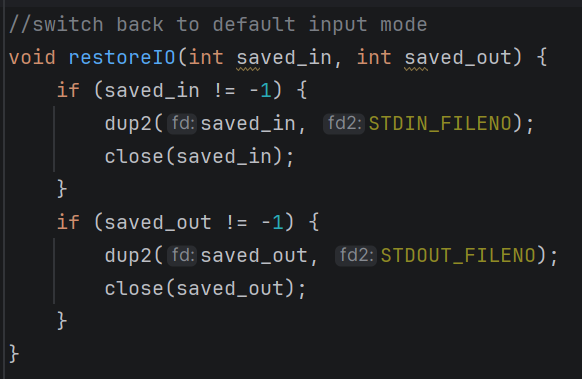 //switch back to default input mode
void restoreIO(int saved_in, int saved_out) {
    if (saved_in != -1) {
        dup2(fd: saved_in, fd2: STDIN_FILENO);
        close(saved_in);
    }
    if (saved_out != -1) {
        dup2(fd: saved_out, fd2: STDOUT_FILENO);
        close(saved_out);
    }
}